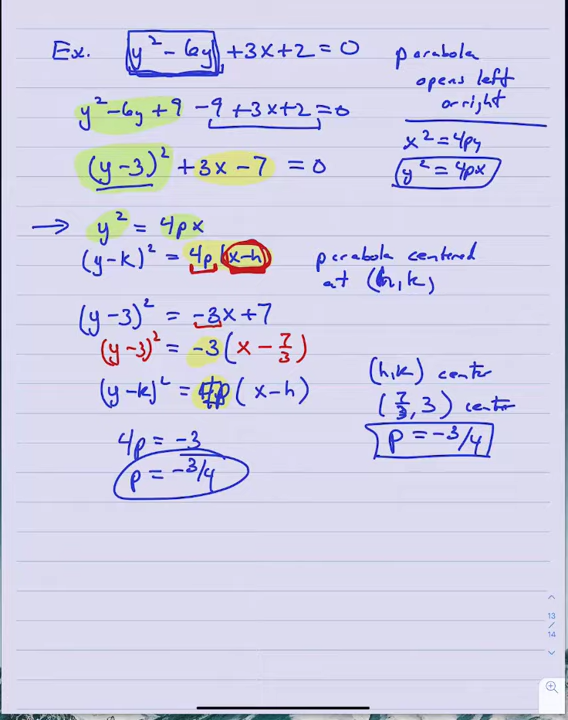 Ex. y² - 6y + 3x + 2 = 0
parabola
opens left
or right
y² - 6y + 9 - 9 + 3x + 2 = 0
x² = 4py
(y - 3)² + 3x - 7 = 0
y² = 4px
→ y² = 4px
(y - k)² = 4p(x - h)
parabola centered
at (h, k)
(y - 3)² = -3x + 7
(y - 3)² = -3(x - 7/3)
(h, k) center
(y - k)² = 4p(x - h)
(7/3, 3) center
4p = -3
p = -3/4
p = -3/4
13
/
14